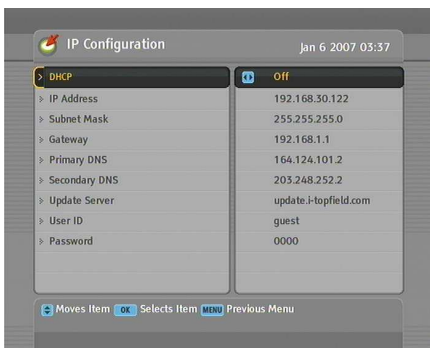 IP Configuration
Jan 6 2007 03:37
DHCP Off
IP Address 192.168.30.122
Subnet Mask 255.255.255.0
Gateway 192.168.1.1
Primary DNS 164.124.101.2
Secondary DNS 203.248.252.2
Update Server update.i-topfield.com
User ID guest
Password 0000
Moves Item OK Selects Item MENU Previous Menu